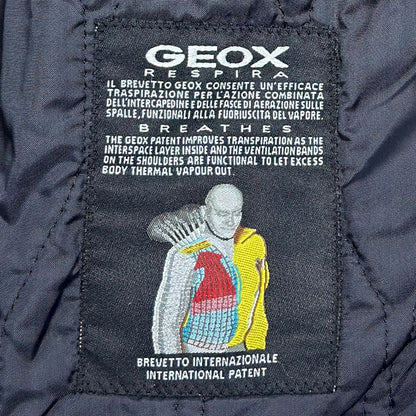 GEOX
RESPIRA
IL BREVETTO GEOX CONSENTE UN'EFFICACE
TRASPIRAZIONE PER L'AZIONE COMBINATA
DELL'INTERCAPEDINE E DELLE FASCE DI AERAZIONE SULLE
SPALLE, FUNZIONALI ALLA FUORIUSCITA DEL VAPORE.
BREATHES
THE GEOX PATENT IMPROVES TRANSPIRATION AS THE
INTERSPACE LAYER INSIDE AND THE VENTILATION BANDS
ON THE SHOULDERS ARE FUNCTIONAL TO LET EXCESS
BODY THERMAL VAPOUR OUT.
BREVETTO INTERNAZIONALE
INTERNATIONAL PATENT